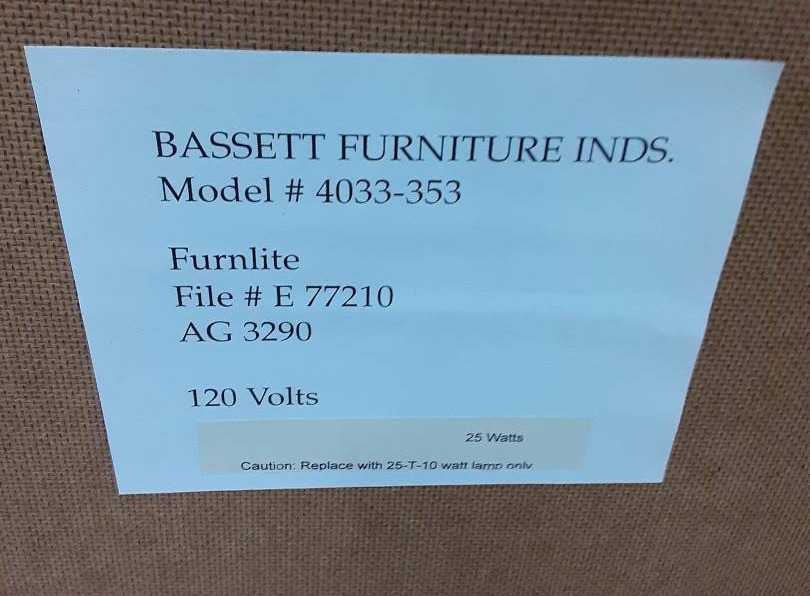 BASSETT FURNITURE INDS.
Model # 4033-353
Furnlite
File # E 77210
AG 3290
120 Volts
25 Watts
Caution: Replace with 25-T-10 watt lamp only